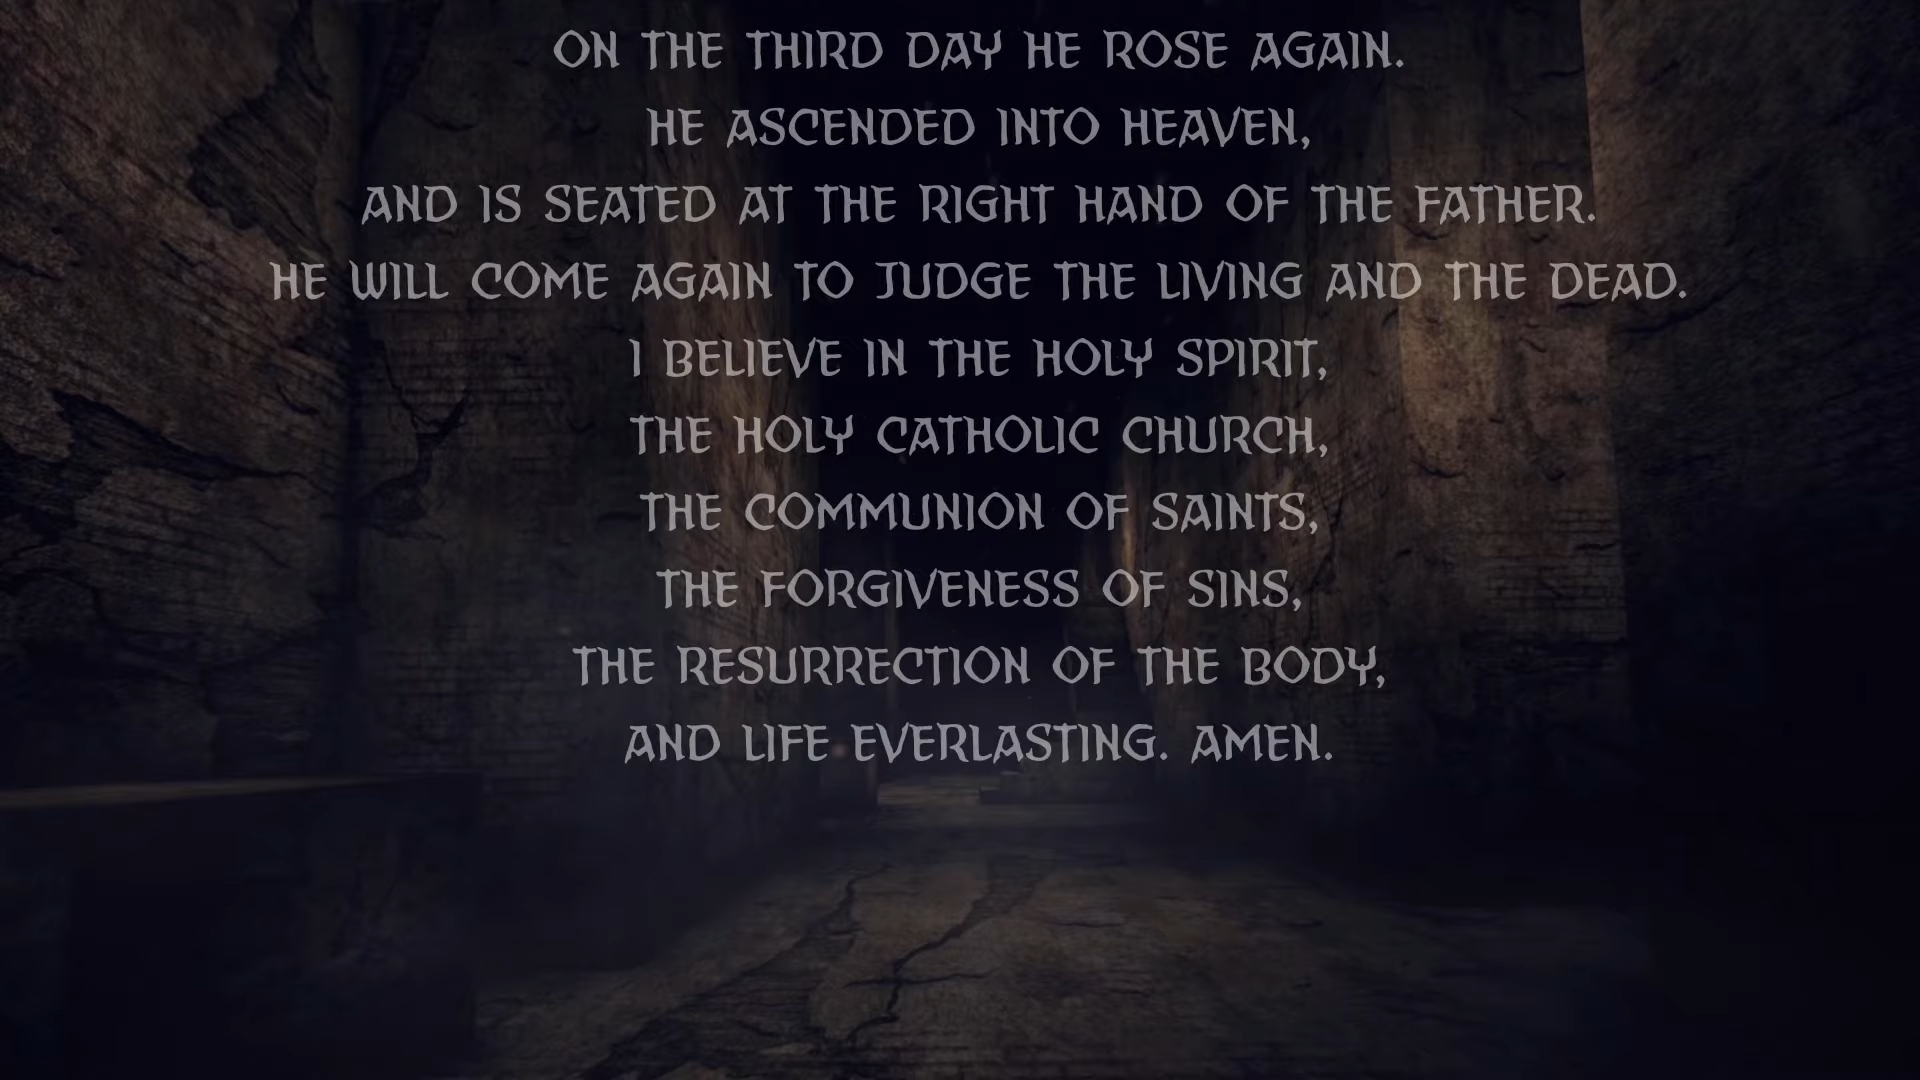 ON THE THIRD DAY HE ROSE AGAIN.
HE ASCENDED INTO HEAVEN,
AND IS SEATED AT THE RIGHT HAND OF THE FATHER.
HE WILL COME AGAIN TO JUDGE THE LIVING AND THE DEAD.
I BELIEVE IN THE HOLY SPIRIT,
THE HOLY CATHOLIC CHURCH,
THE COMMUNION OF SAINTS,
THE FORGIVENESS OF SINS,
THE RESURRECTION OF THE BODY,
AND LIFE EVERLASTING. AMEN.